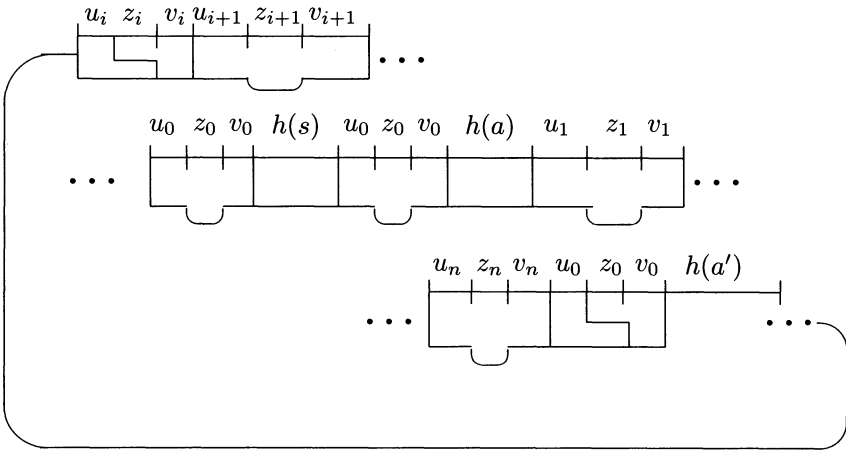 u_i z_i v_i u_{i+1} z_{i+1} v_{i+1}
• • •
u_0 z_0 v_0 h(s) u_0 z_0 v_0 h(a) u_1 z_1 v_1
• • • • • •
u_n z_n v_n u_0 z_0 v_0 h(a′)
• • • • • •